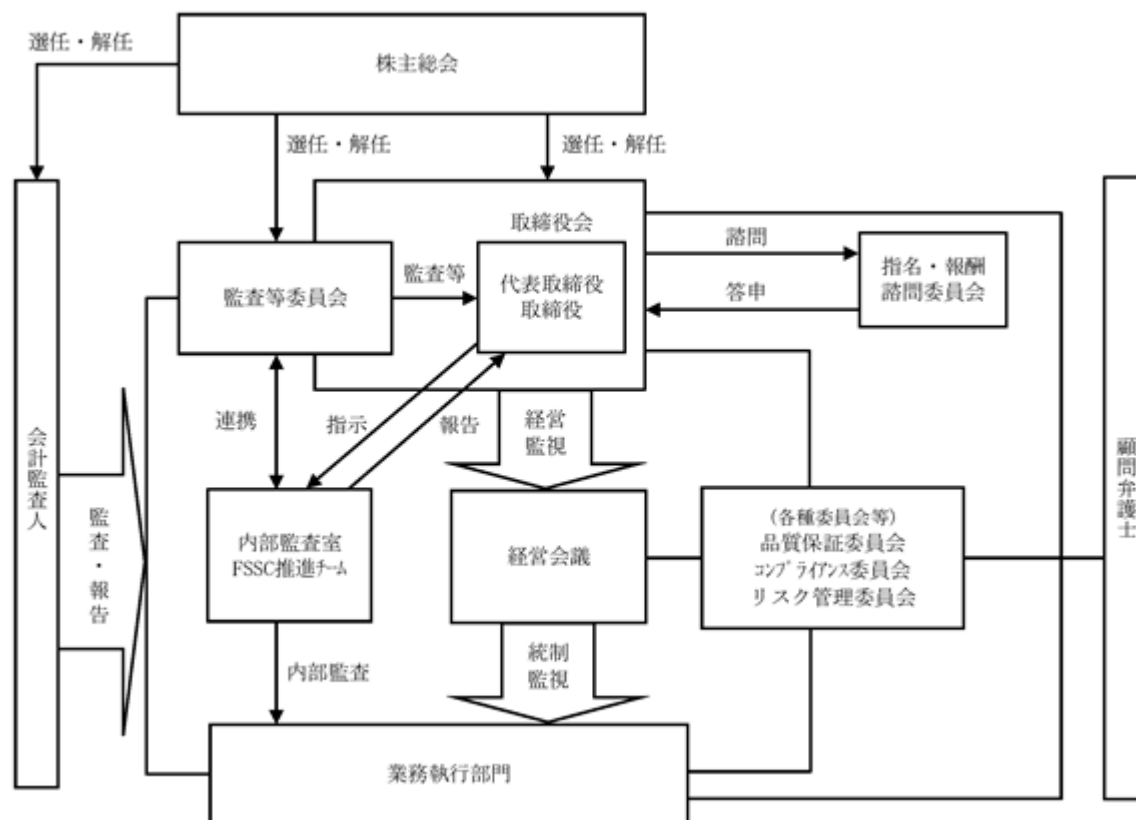 選任・解任
株主総会
選任・解任
選任・解任
取締役会
監査等委員会
監査等
代表取締役
取締役
諮問
答申
指名・報酬
諮問委員会
連携
指示
報告
経営
監視
会計監査人
監査・報告
内部監査室
FSSC推進チーム
経営会議
(各種委員会等)
品質保証委員会
コンプライアンス委員会
リスク管理委員会
顧問弁護士
内部監査
統制
監視
業務執行部門